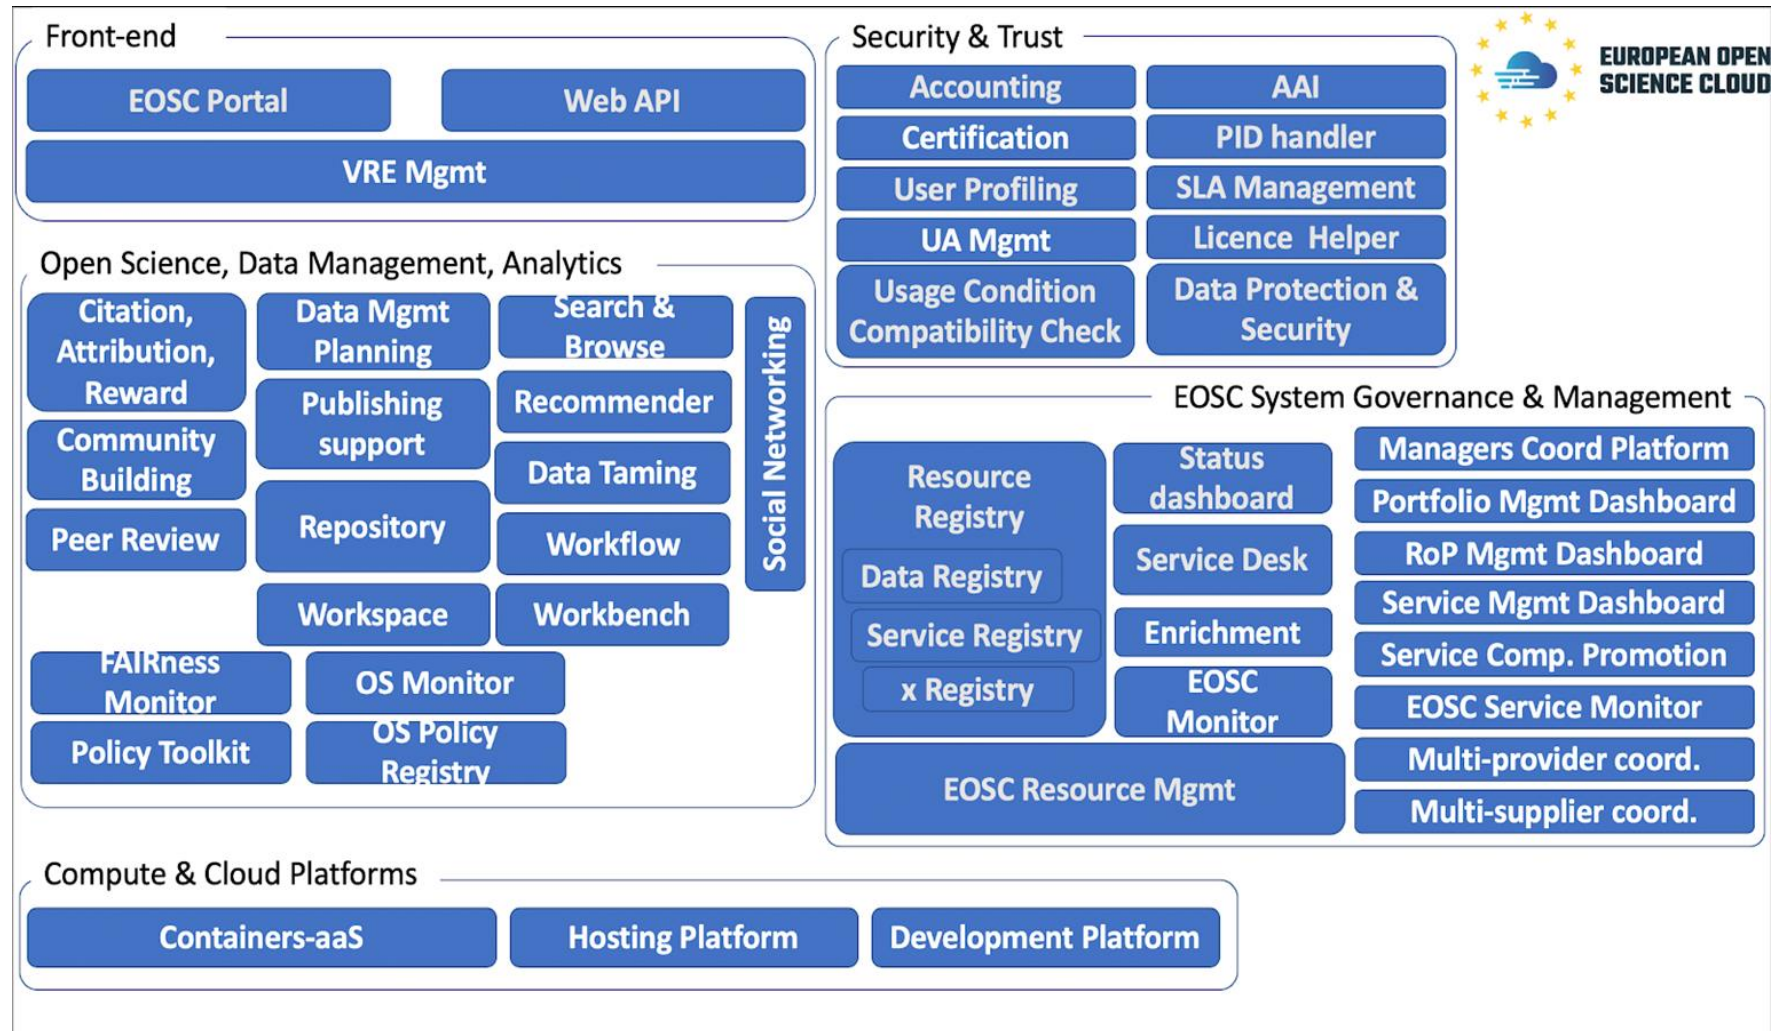 Front-end
EOSC Portal
Web API
VRE Mgmt
Security & Trust
Accounting
AAI
Certification
PID handler
User Profiling
SLA Management
UA Mgmt
Licence Helper
Usage Condition
Compatibility Check
Data Protection &
Security
EUROPEAN OPEN
SCIENCE CLOUD
Open Science, Data Management, Analytics
Citation,
Attribution,
Reward
Community
Building
Peer Review
Data Mgmt
Planning
Publishing
support
Repository
Workspace
Search &
Browse
Recommender
Data Taming
Workflow
Workbench
Social Networking
FAIRness
Monitor
OS Monitor
Policy Toolkit
OS Policy
Registry
EOSC System Governance & Management
Resource
Registry
Data Registry
Service Registry
x Registry
Status
dashboard
Service Desk
Enrichment
EOSC
Monitor
EOSC Resource Mgmt
Managers Coord Platform
Portfolio Mgmt Dashboard
RoP Mgmt Dashboard
Service Mgmt Dashboard
Service Comp. Promotion
EOSC Service Monitor
Multi-provider coord.
Multi-supplier coord.
Compute & Cloud Platforms
Containers-aaS
Hosting Platform
Development Platform